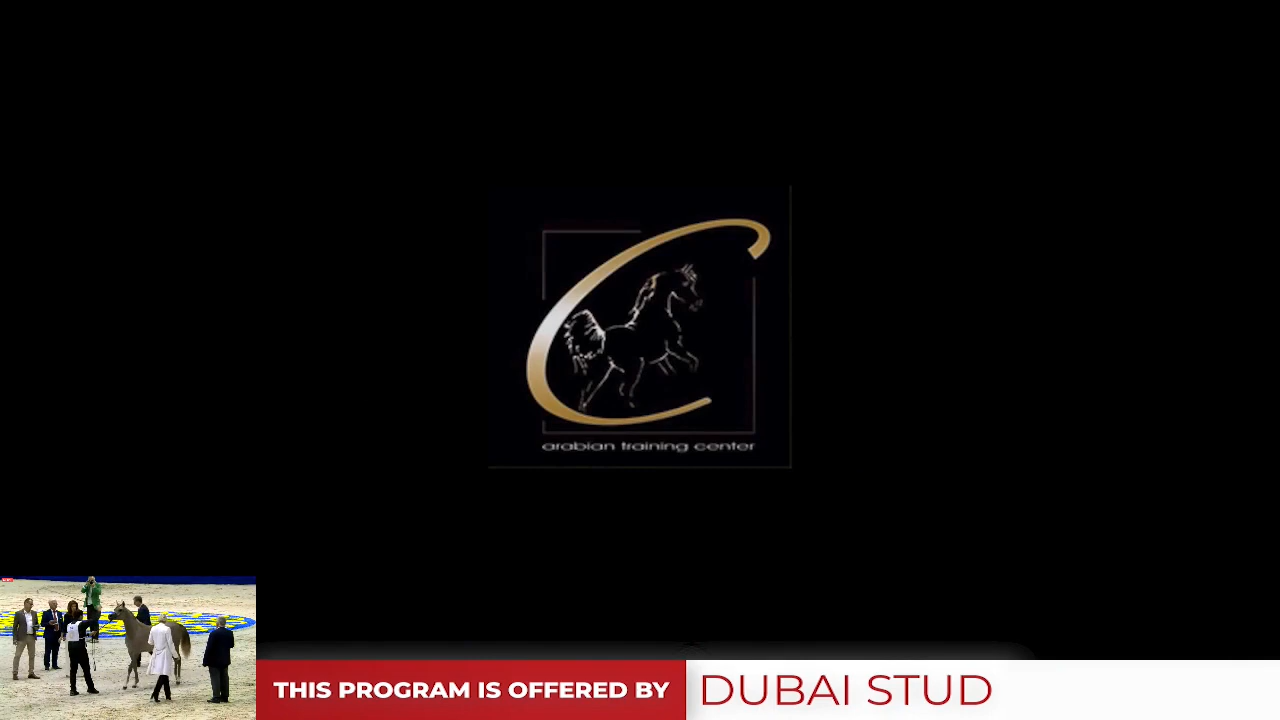 C
arabian training center
THIS PROGRAM IS OFFERED BY
DUBAI STUD